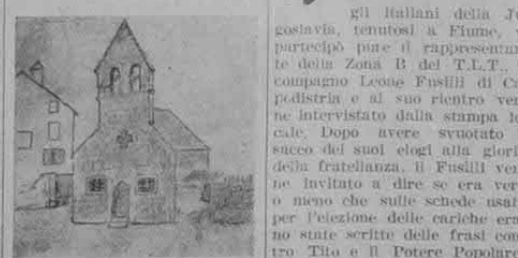 gli Italiani della Ju
goslavia, tenutosi a Fiume,
partecipò pure il rappresentan
te della Zona B del T.L.T.,
compagno Leone Fusilli di Ca
podistria e al suo rientro ven
ne intervistato dalla stampa lo
cale. Dopo avere svuotato
sacco dei suoi elogi alla glori
della fratellanza, il Fusilli ven
ne invitato a dire se era ver
o meno che sulle schede usat
per l'elezione delle cariche era
no state scritte delle frasi con
tro Tito e il Potere Popolare